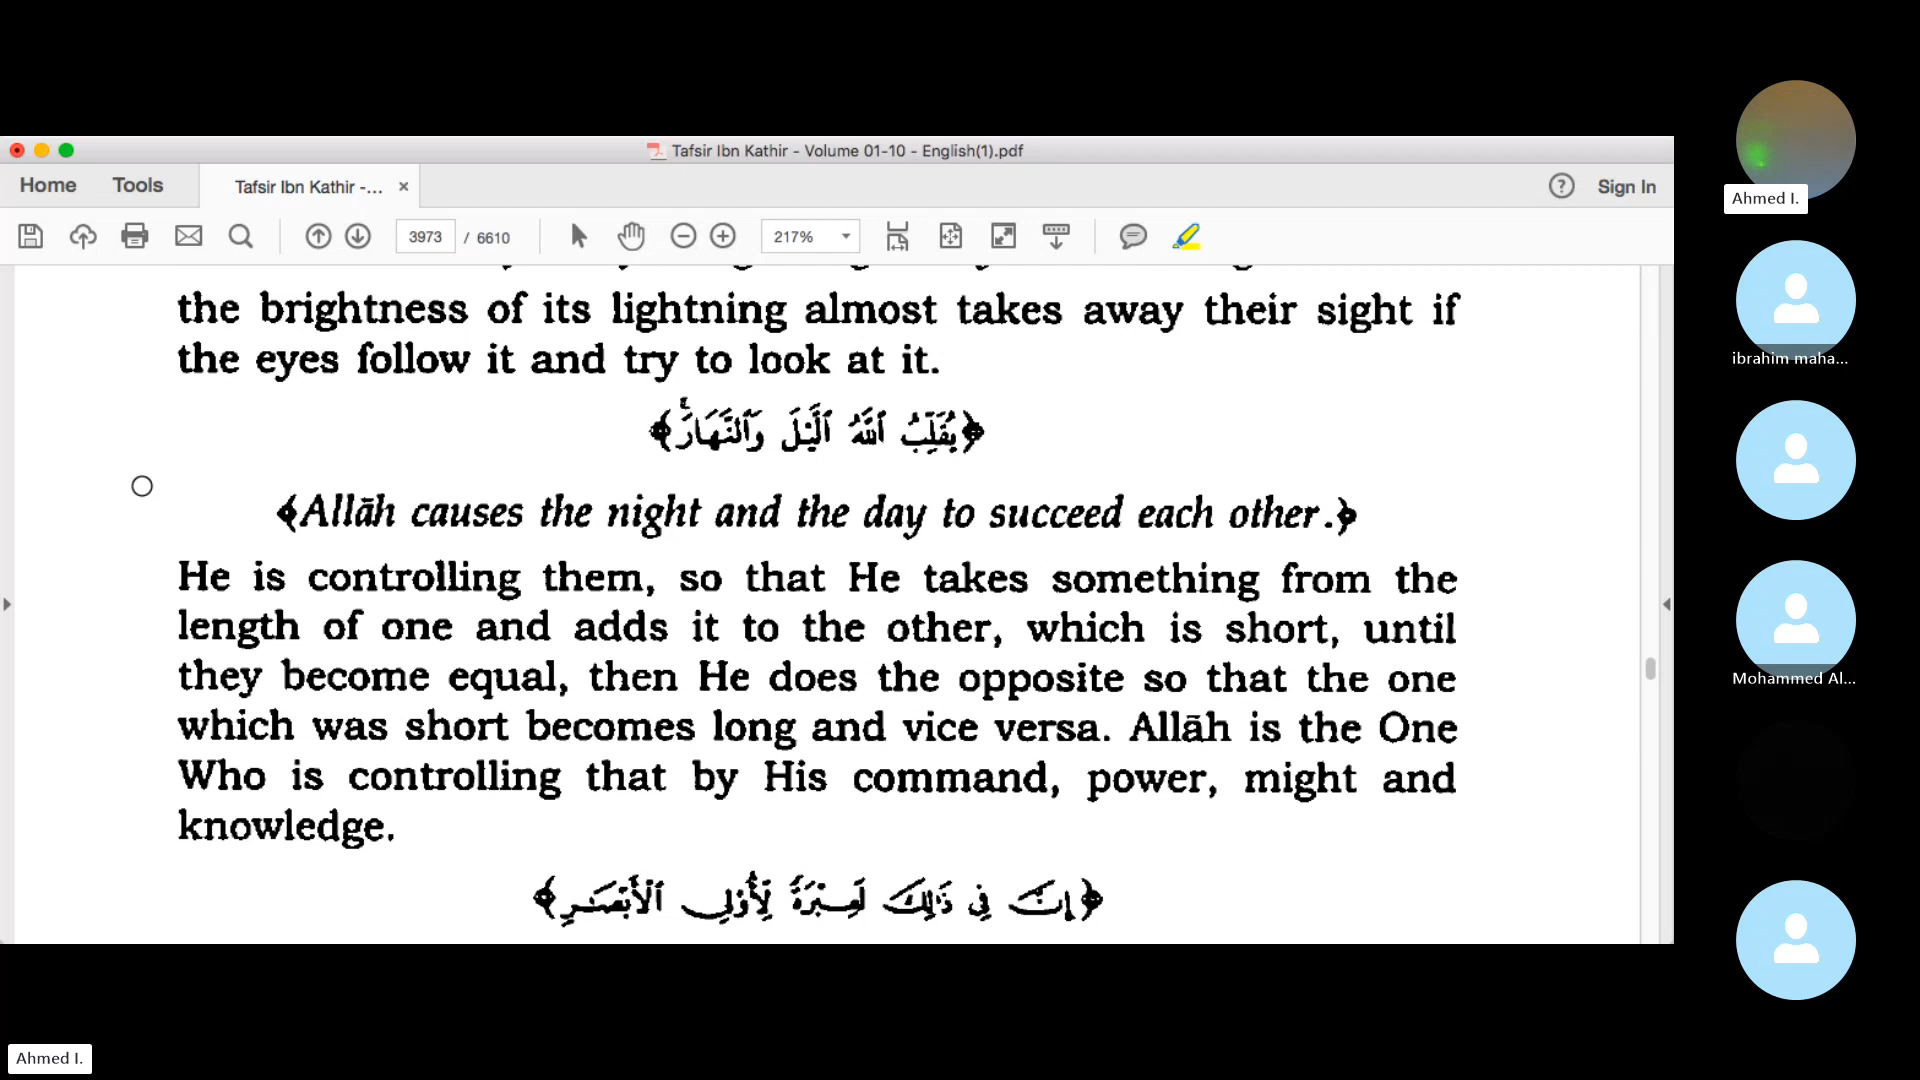 Tafsir Ibn Kathir - Volume 01-10 - English(1).pdf
Home
Tools
Tafsir Ibn Kathir -...
Sign In
3973 / 6610
217%
the brightness of its lightning almost takes away their sight if
the eyes follow it and try to look at it.
﴿يُقَلِّبُ ٱللَّهُ ٱلَّيْلَ وَٱلنَّهَارَۚ﴾
﴾Allāh causes the night and the day to succeed each other.﴿
He is controlling them, so that He takes something from the
length of one and adds it to the other, which is short, until
they become equal, then He does the opposite so that the one
which was short becomes long and vice versa. Allāh is the One
Who is controlling that by His command, power, might and
knowledge.
﴿إِنَّ فِى ذَٰلِكَ لَعِبْرَةً لِّأُو۟لِى ٱلْأَبْصَـٰرِ﴾
Ahmed I.
ibrahim maha...
Mohammed Al...
Ahmed I.